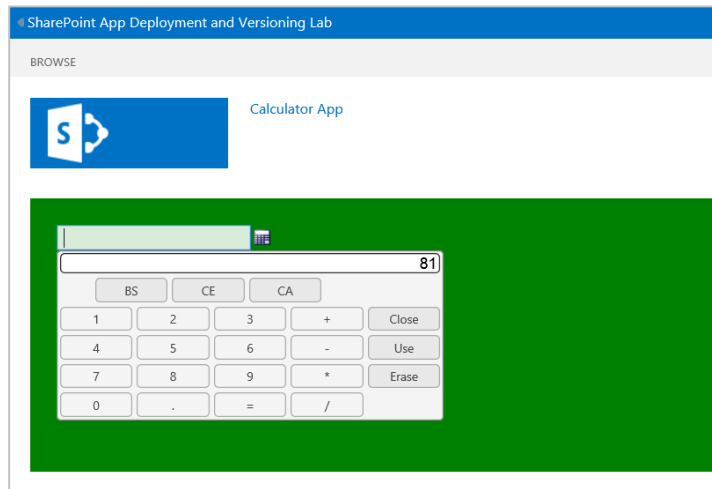 SharePoint App Deployment and Versioning Lab
BROWSE
S
Calculator App
81
BS CE CA
1 2 3 + Close
4 5 6 - Use
7 8 9 * Erase
0 . = /